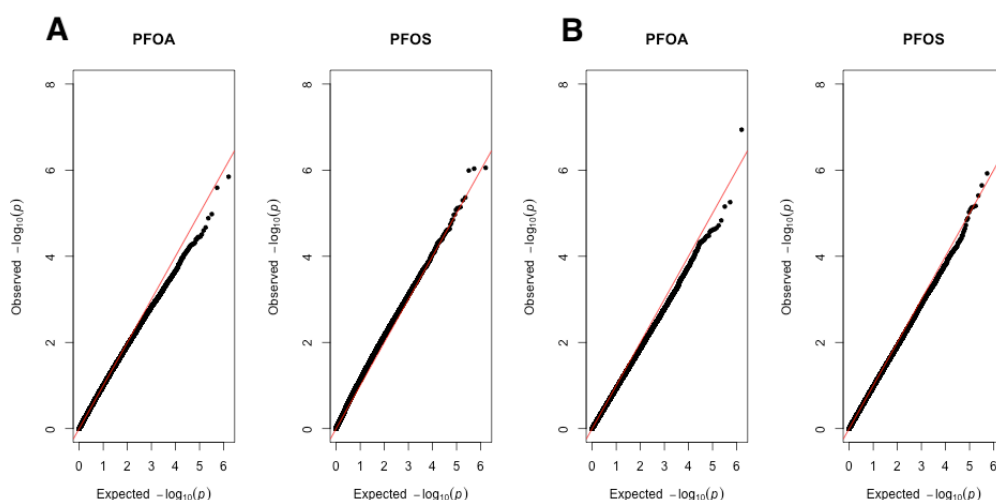 A
PFOA
Observed −log10(p)
0 2 4 6 8
0 1 2 3 4 5 6
Expected −log10(p)
PFOS
Observed −log10(p)
0 2 4 6 8
0 1 2 3 4 5 6
Expected −log10(p)
B
PFOA
Observed −log10(p)
0 2 4 6 8
0 1 2 3 4 5 6
Expected −log10(p)
PFOS
Observed −log10(p)
0 2 4 6 8
0 1 2 3 4 5 6
Expected −log10(p)